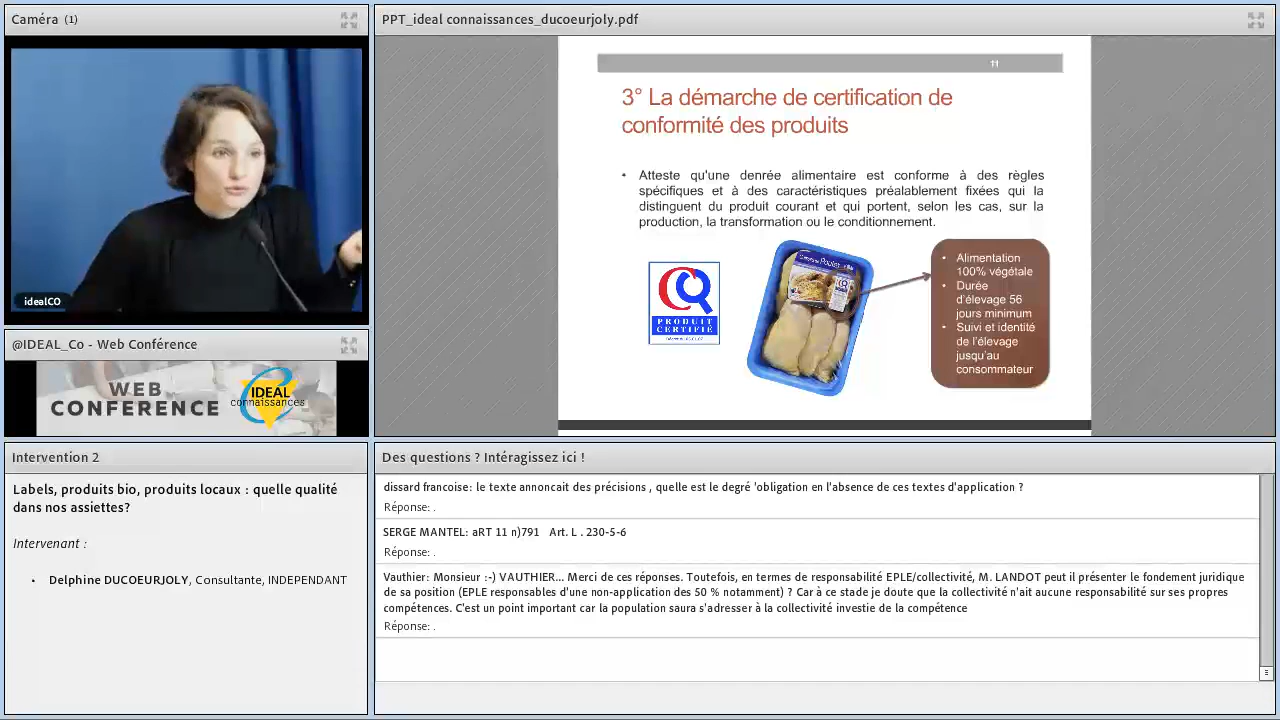 Caméra (1)
idealCO
@IDEAL_Co - Web Conférence
WEB
CONFERENCE
IDEAL
connaissances
Intervention 2
Labels, produits bio, produits locaux : quelle qualité
dans nos assiettes?
Intervenant :
• Delphine DUCOEURJOLY, Consultante, INDEPENDANT
PPT_ideal connaissances_ducoeurjoly.pdf
11
3° La démarche de certification de
conformité des produits
• Atteste qu'une denrée alimentaire est conforme à des règles
spécifiques et à des caractéristiques préalablement fixées qui la
distinguent du produit courant et qui portent, selon les cas, sur la
production, la transformation ou le conditionnement.
CQ
PRODUIT
CERTIFIÉ
Poulet
• Alimentation
100% végétale
• Durée
d'élevage 56
jours minimum
• Suivi et identité
de l'élevage
jusqu'au
consommateur
Des questions ? Intéragissez ici !
dissard francoise: le texte annoncait des précisions , quelle est le degré 'obligation en l'absence de ces textes d'application ?
Réponse: .
SERGE MANTEL: aRT 11 n)791 Art. L . 230-5-6
Réponse: .
Vauthier: Monsieur :-) VAUTHIER... Merci de ces réponses. Toutefois, en termes de responsabilité EPLE/collectivité, M. LANDOT peut il présenter le fondement juridique
de sa position (EPLE responsables d'une non-application des 50 % notamment) ? Car à ce stade je doute que la collectivité n'ait aucune responsabilité sur ses propres
compétences. C'est un point important car la population saura s'adresser à la collectivité investie de la compétence
Réponse: .